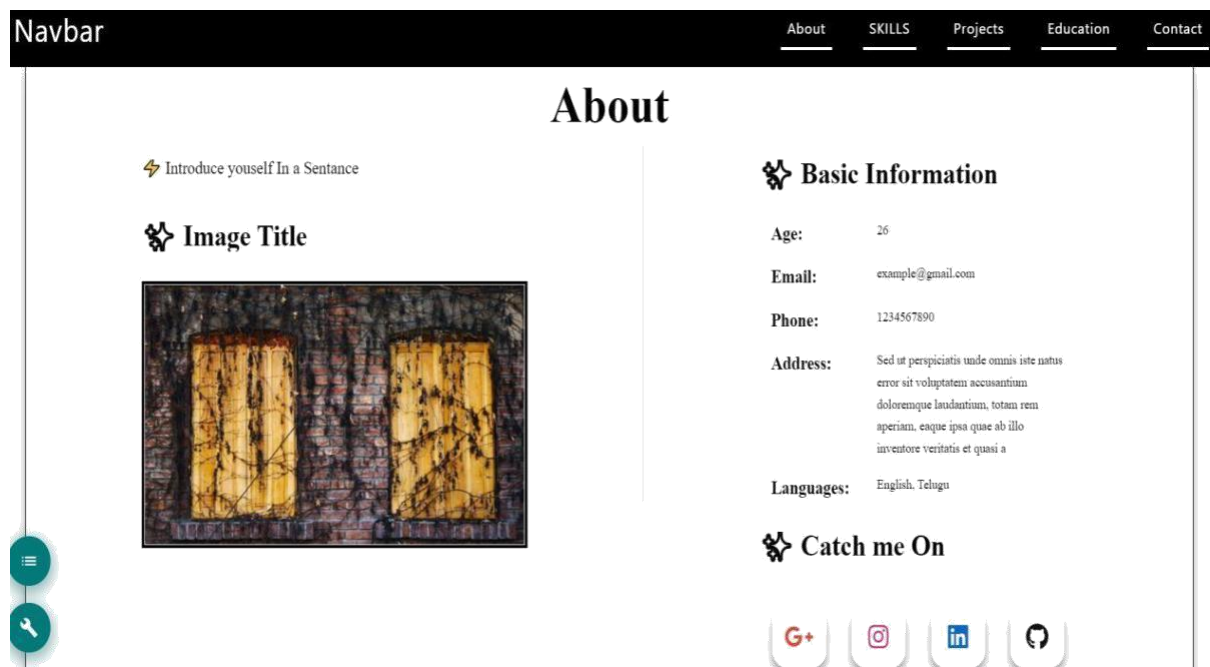 Navbar
About
SKILLS
Projects
Education
Contact
About
Introduce youself In a Sentance
Image Title
Basic Information
Age: 26
Email: example@gmail.com
Phone: 1234567890
Address: Sed ut perspiciatis unde omnis iste natus
error sit voluptatem accusantium
doloremque laudantium, totam rem
aperiam, eaque ipsa quae ab illo
inventore veritatis et quasi a
Languages: English, Telugu
Catch me On
G+
in